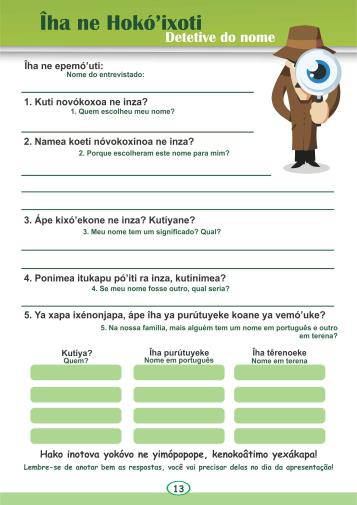 Îha ne Hokó'ixoti
Detetive do nome
Îha ne epemó'uti:
Nome do entrevistado:
1. Kuti novókoxoa ne inza?
1. Quem escolheu meu nome?
2. Namea koeti nóvokoxinoa ne inza?
2. Porque escolheram este nome para mim?
3. Ápe kixó'ekone ne inza? Kutiyane?
3. Meu nome tem um significado? Qual?
4. Ponimea itukapu pó'iti ra inza, kutinimea?
4. Se meu nome fosse outro, qual seria?
5. Ya xapa ixénonjapa, ápe îha ya purútuyeke koane ya vemó'uke?
5. Na nossa família, mais alguém tem um nome em português e outro
em terena?
Kutiya?
Quem?
Îha purútuyeke
Nome em português
Îha têrenoeke
Nome em terena
Hako inotova yokóvo ne yimópopope, kenokoâtimo yexákapa!
Lembre-se de anotar bem as respostas, você vai precisar delas no dia da apresentação!
13